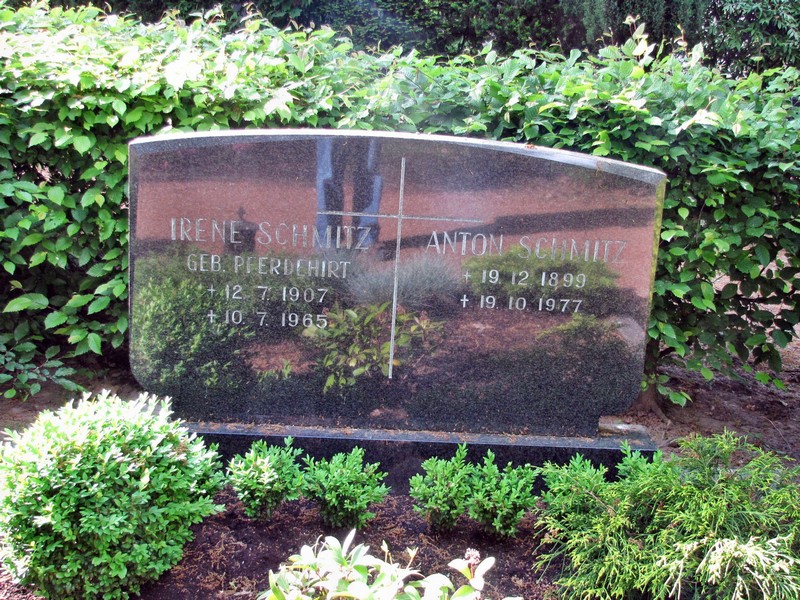 IRENE SCHMITZ
GEB. PFERDEHIRT
+ 12.7.1907
+ 10.7.1965
ANTON SCHMITZ
+ 19.12.1899
+ 19.10.1977